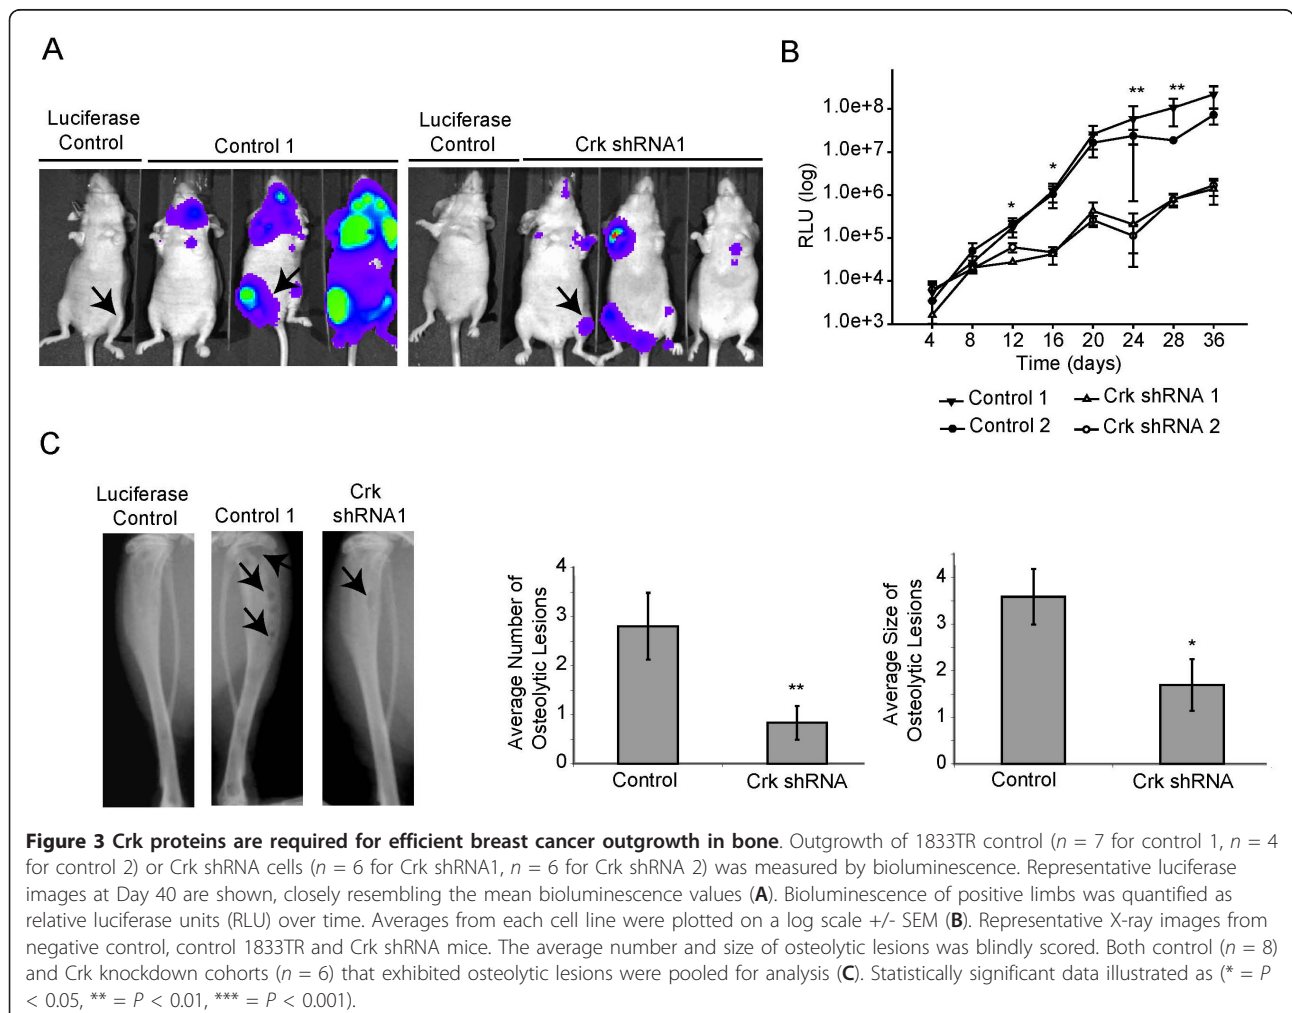 A
Luciferase
Control
Control 1
Luciferase
Control
Crk shRNA1
B
RLU (log)
1.0e+8
1.0e+7
1.0e+6
1.0e+5
1.0e+4
1.0e+3
*
*
**
**
4 8 12 16 20 24 28 36
Time (days)
Control 1
Crk shRNA 1
Control 2
Crk shRNA 2
C
Luciferase
Control
Control 1
Crk
shRNA1
Average Number of
Osteolytic Lesions
4
3
2
1
0
**
Control
Crk shRNA
Average Size of
Osteolytic Lesions
4
3
2
1
0
*
Control
Crk shRNA
Figure 3 Crk proteins are required for efficient breast cancer outgrowth in bone. Outgrowth of 1833TR control (n = 7 for control 1, n = 4
for control 2) or Crk shRNA cells (n = 6 for Crk shRNA1, n = 6 for Crk shRNA 2) was measured by bioluminescence. Representative luciferase
images at Day 40 are shown, closely resembling the mean bioluminescence values (A). Bioluminescence of positive limbs was quantified as
relative luciferase units (RLU) over time. Averages from each cell line were plotted on a log scale +/- SEM (B). Representative X-ray images from
negative control, control 1833TR and Crk shRNA mice. The average number and size of osteolytic lesions was blindly scored. Both control (n = 8)
and Crk knockdown cohorts (n = 6) that exhibited osteolytic lesions were pooled for analysis (C). Statistically significant data illustrated as (* = P
< 0.05, ** = P < 0.01, *** = P < 0.001).